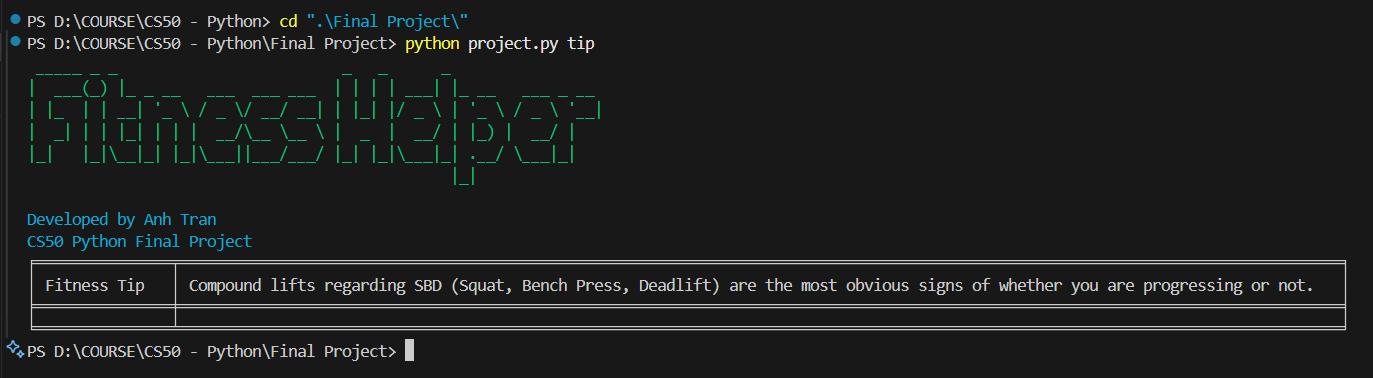 PS D:\COURSE\CS50 - Python> cd ".\Final Project\"
PS D:\COURSE\CS50 - Python\Final Project> python project.py tip
Fitness Helper
Developed by Anh Tran
CS50 Python Final Project
Fitness Tip Compound lifts regarding SBD (Squat, Bench Press, Deadlift) are the most obvious signs of whether you are progressing or not.
PS D:\COURSE\CS50 - Python\Final Project>